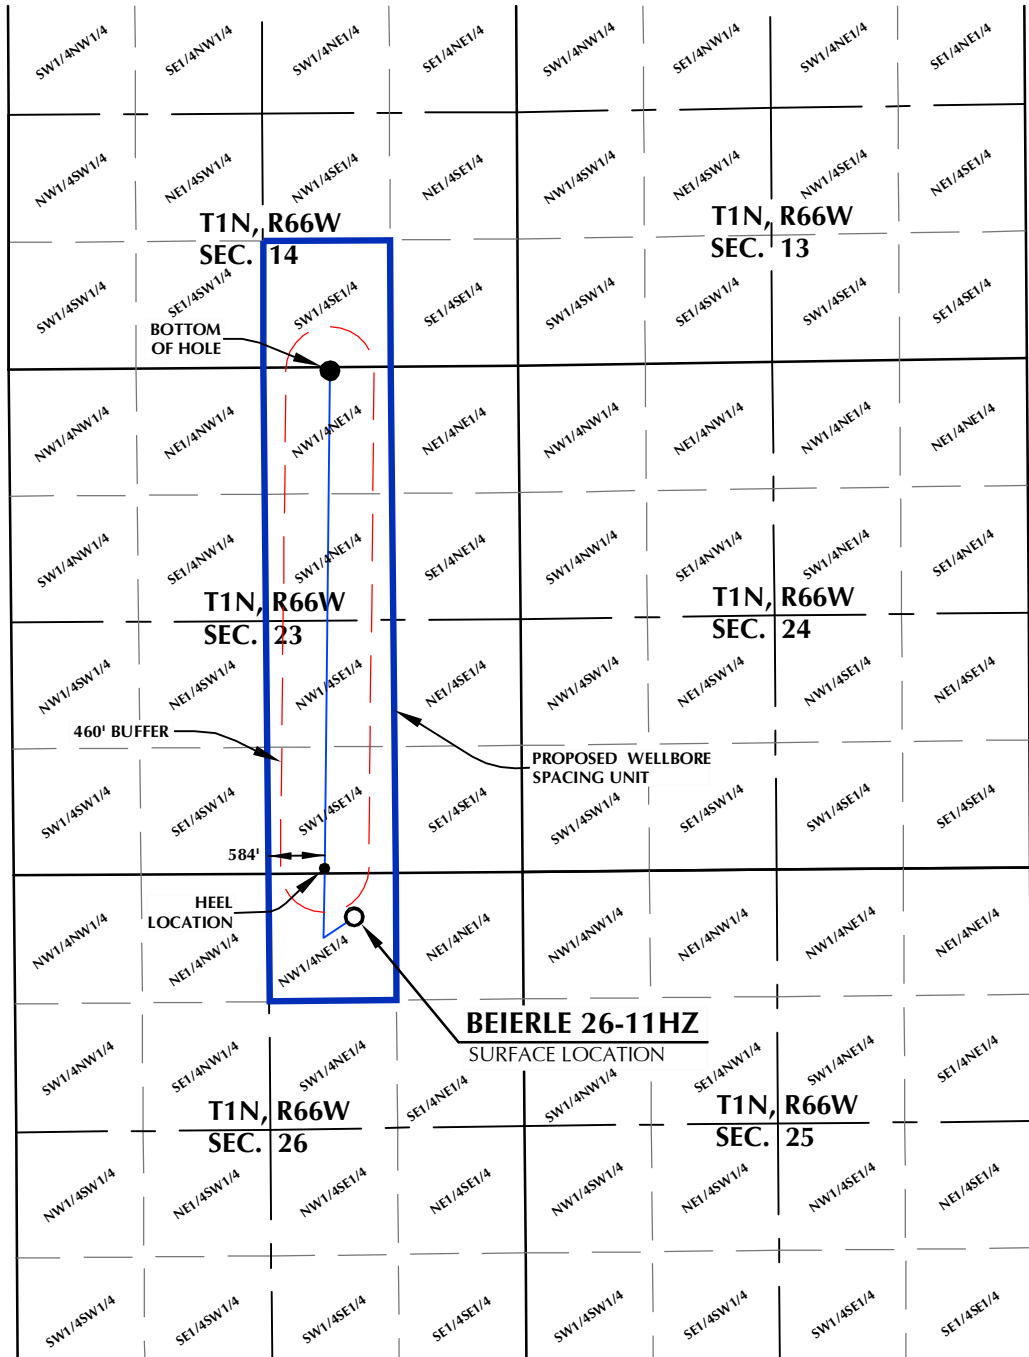 SW1/4NW1/4 SE1/4NW1/4 SW1/4NE1/4 SE1/4NE1/4 SW1/4NW1/4 SE1/4NW1/4 SW1/4NE1/4 SE1/4NE1/4
NW1/4SW1/4 NE1/4SW1/4 NW1/4SE1/4 NE1/4SE1/4 NW1/4SW1/4 NE1/4SW1/4 NW1/4SE1/4 NE1/4SE1/4
T1N, R66W
SEC. 14
T1N, R66W
SEC. 13
SW1/4SW1/4 SE1/4SW1/4 SW1/4SE1/4 SE1/4SE1/4 SW1/4SW1/4 SE1/4SW1/4 SW1/4SE1/4 SE1/4SE1/4
BOTTOM
OF HOLE
NW1/4NW1/4 NE1/4NW1/4 NW1/4NE1/4 NE1/4NE1/4 NW1/4NW1/4 NE1/4NW1/4 NW1/4NE1/4 NE1/4NE1/4
SW1/4NW1/4 SE1/4NW1/4 SW1/4NE1/4 SE1/4NE1/4 SW1/4NW1/4 SE1/4NW1/4 SW1/4NE1/4 SE1/4NE1/4
T1N, R66W
SEC. 23
T1N, R66W
SEC. 24
NW1/4SW1/4 NE1/4SW1/4 NW1/4SE1/4 NE1/4SE1/4 NW1/4SW1/4 NE1/4SW1/4 NW1/4SE1/4 NE1/4SE1/4
460' BUFFER
PROPOSED WELLBORE
SPACING UNIT
SW1/4SW1/4 SE1/4SW1/4 SW1/4SE1/4 SE1/4SE1/4 SW1/4SW1/4 SE1/4SW1/4 SW1/4SE1/4 SE1/4SE1/4
584'
HEEL
LOCATION
NW1/4NW1/4 NE1/4NW1/4 NW1/4NE1/4 NE1/4NE1/4 NW1/4NW1/4 NE1/4NW1/4 NW1/4NE1/4 NE1/4NE1/4
BEIERLE 26-11HZ
SURFACE LOCATION
SW1/4NW1/4 SE1/4NW1/4 SW1/4NE1/4 SE1/4NE1/4 SW1/4NW1/4 SE1/4NW1/4 SW1/4NE1/4 SE1/4NE1/4
T1N, R66W
SEC. 26
T1N, R66W
SEC. 25
NW1/4SW1/4 NE1/4SW1/4 NW1/4SE1/4 NE1/4SE1/4 NW1/4SW1/4 NE1/4SW1/4 NW1/4SE1/4 NE1/4SE1/4
SW1/4SW1/4 SE1/4SW1/4 SW1/4SE1/4 SE1/4SE1/4 SW1/4SW1/4 SE1/4SW1/4 SW1/4SE1/4 SE1/4SE1/4